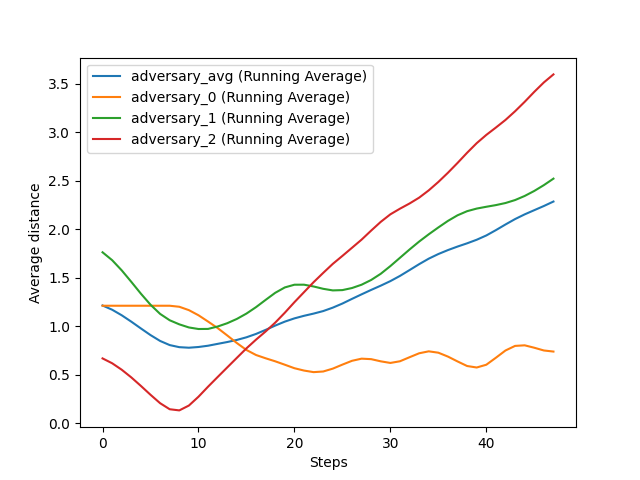 adversary_avg (Running Average)
adversary_0 (Running Average)
adversary_1 (Running Average)
adversary_2 (Running Average)
Average distance
3.5
3.0
2.5
2.0
1.5
1.0
0.5
0.0
0 10 20 30 40
Steps